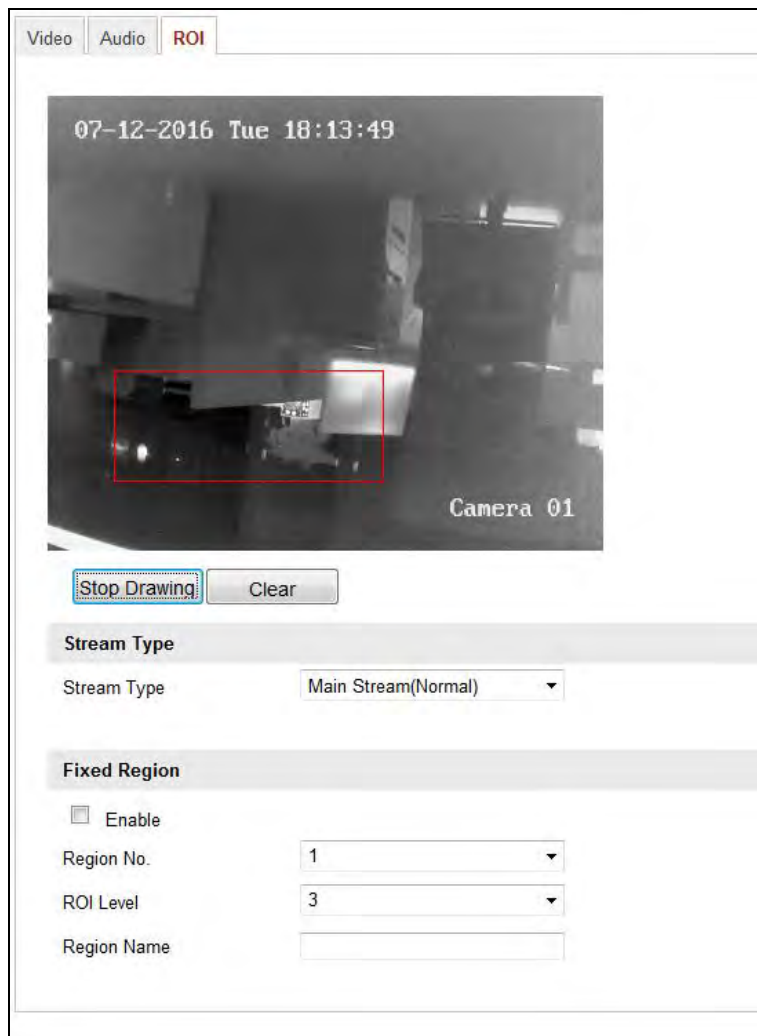 Video Audio ROI
07-12-2016 Tue 18:13:49
Camera 01
Stop Drawing Clear
Stream Type
Stream Type Main Stream(Normal)
Fixed Region
Enable
Region No. 1
ROI Level 3
Region Name